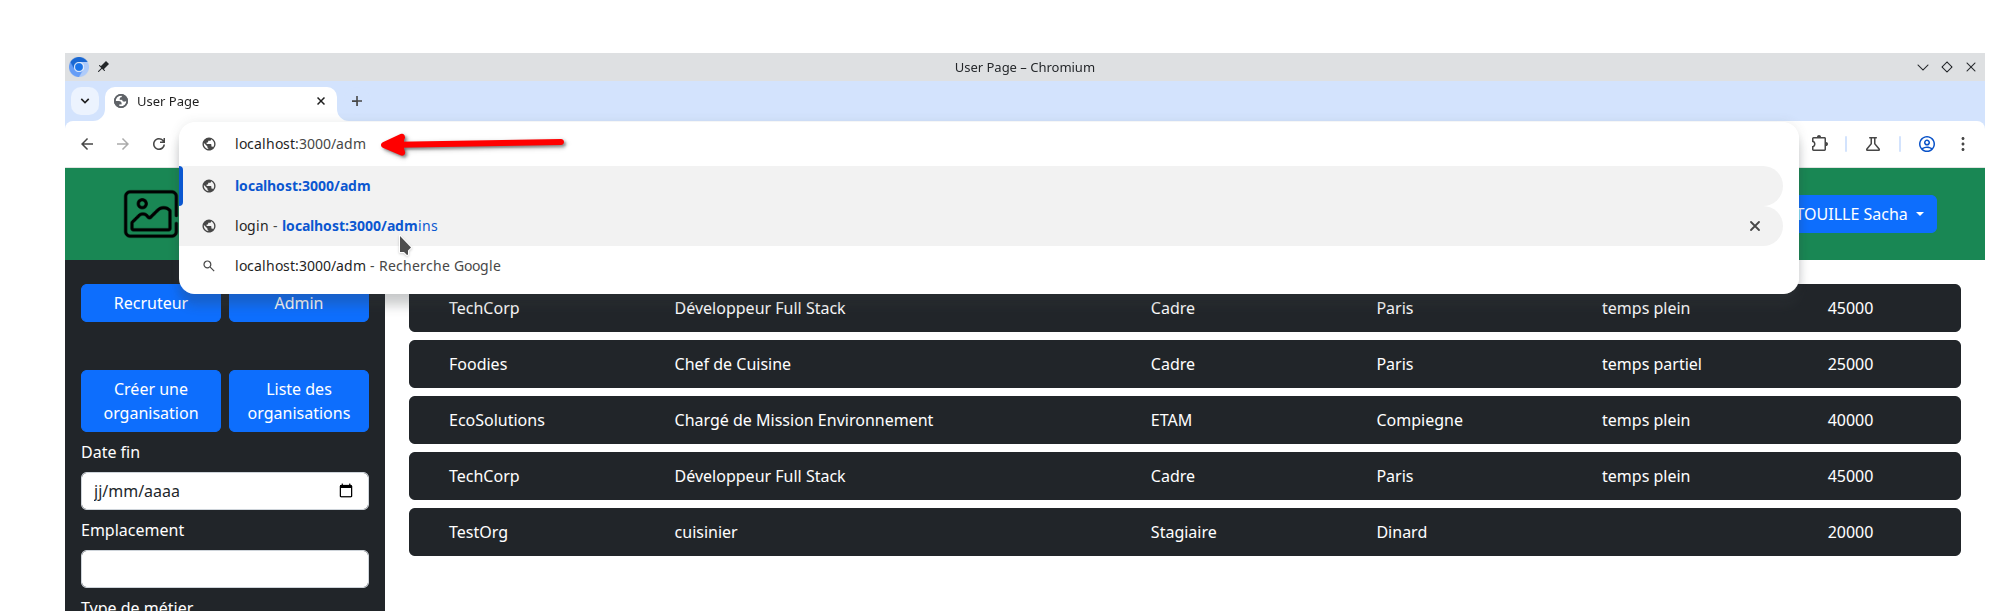 User Page – Chromium
User Page
localhost:3000/adm
localhost:3000/adm
login - localhost:3000/admins
localhost:3000/adm - Recherche Google
TOUILLE Sacha
Recruteur Admin
Créer une organisation
Liste des organisations
Date fin
jj/mm/aaaa
Emplacement
Type de métier
TechCorp Développeur Full Stack Cadre Paris temps plein 45000
Foodies Chef de Cuisine Cadre Paris temps partiel 25000
EcoSolutions Chargé de Mission Environnement ETAM Compiegne temps plein 40000
TechCorp Développeur Full Stack Cadre Paris temps plein 45000
TestOrg cuisinier Stagiaire Dinard 20000